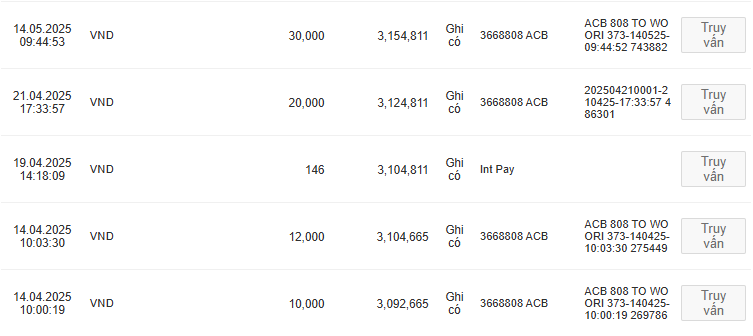 14.05.2025 09:44:53 VND 30,000 3,154,811 Ghi có 3668808 ACB ACB 808 TO WO ORI 373-140525-09:44:52 743882 Truy vấn
21.04.2025 17:33:57 VND 20,000 3,124,811 Ghi có 3668808 ACB 202504210001-2 10425-17:33:57 4 86301 Truy vấn
19.04.2025 14:18:09 VND 146 3,104,811 Ghi có Int Pay Truy vấn
14.04.2025 10:03:30 VND 12,000 3,104,665 Ghi có 3668808 ACB ACB 808 TO WO ORI 373-140425-10:03:30 275449 Truy vấn
14.04.2025 10:00:19 VND 10,000 3,092,665 Ghi có 3668808 ACB ACB 808 TO WO ORI 373-140425-10:00:19 269786 Truy vấn